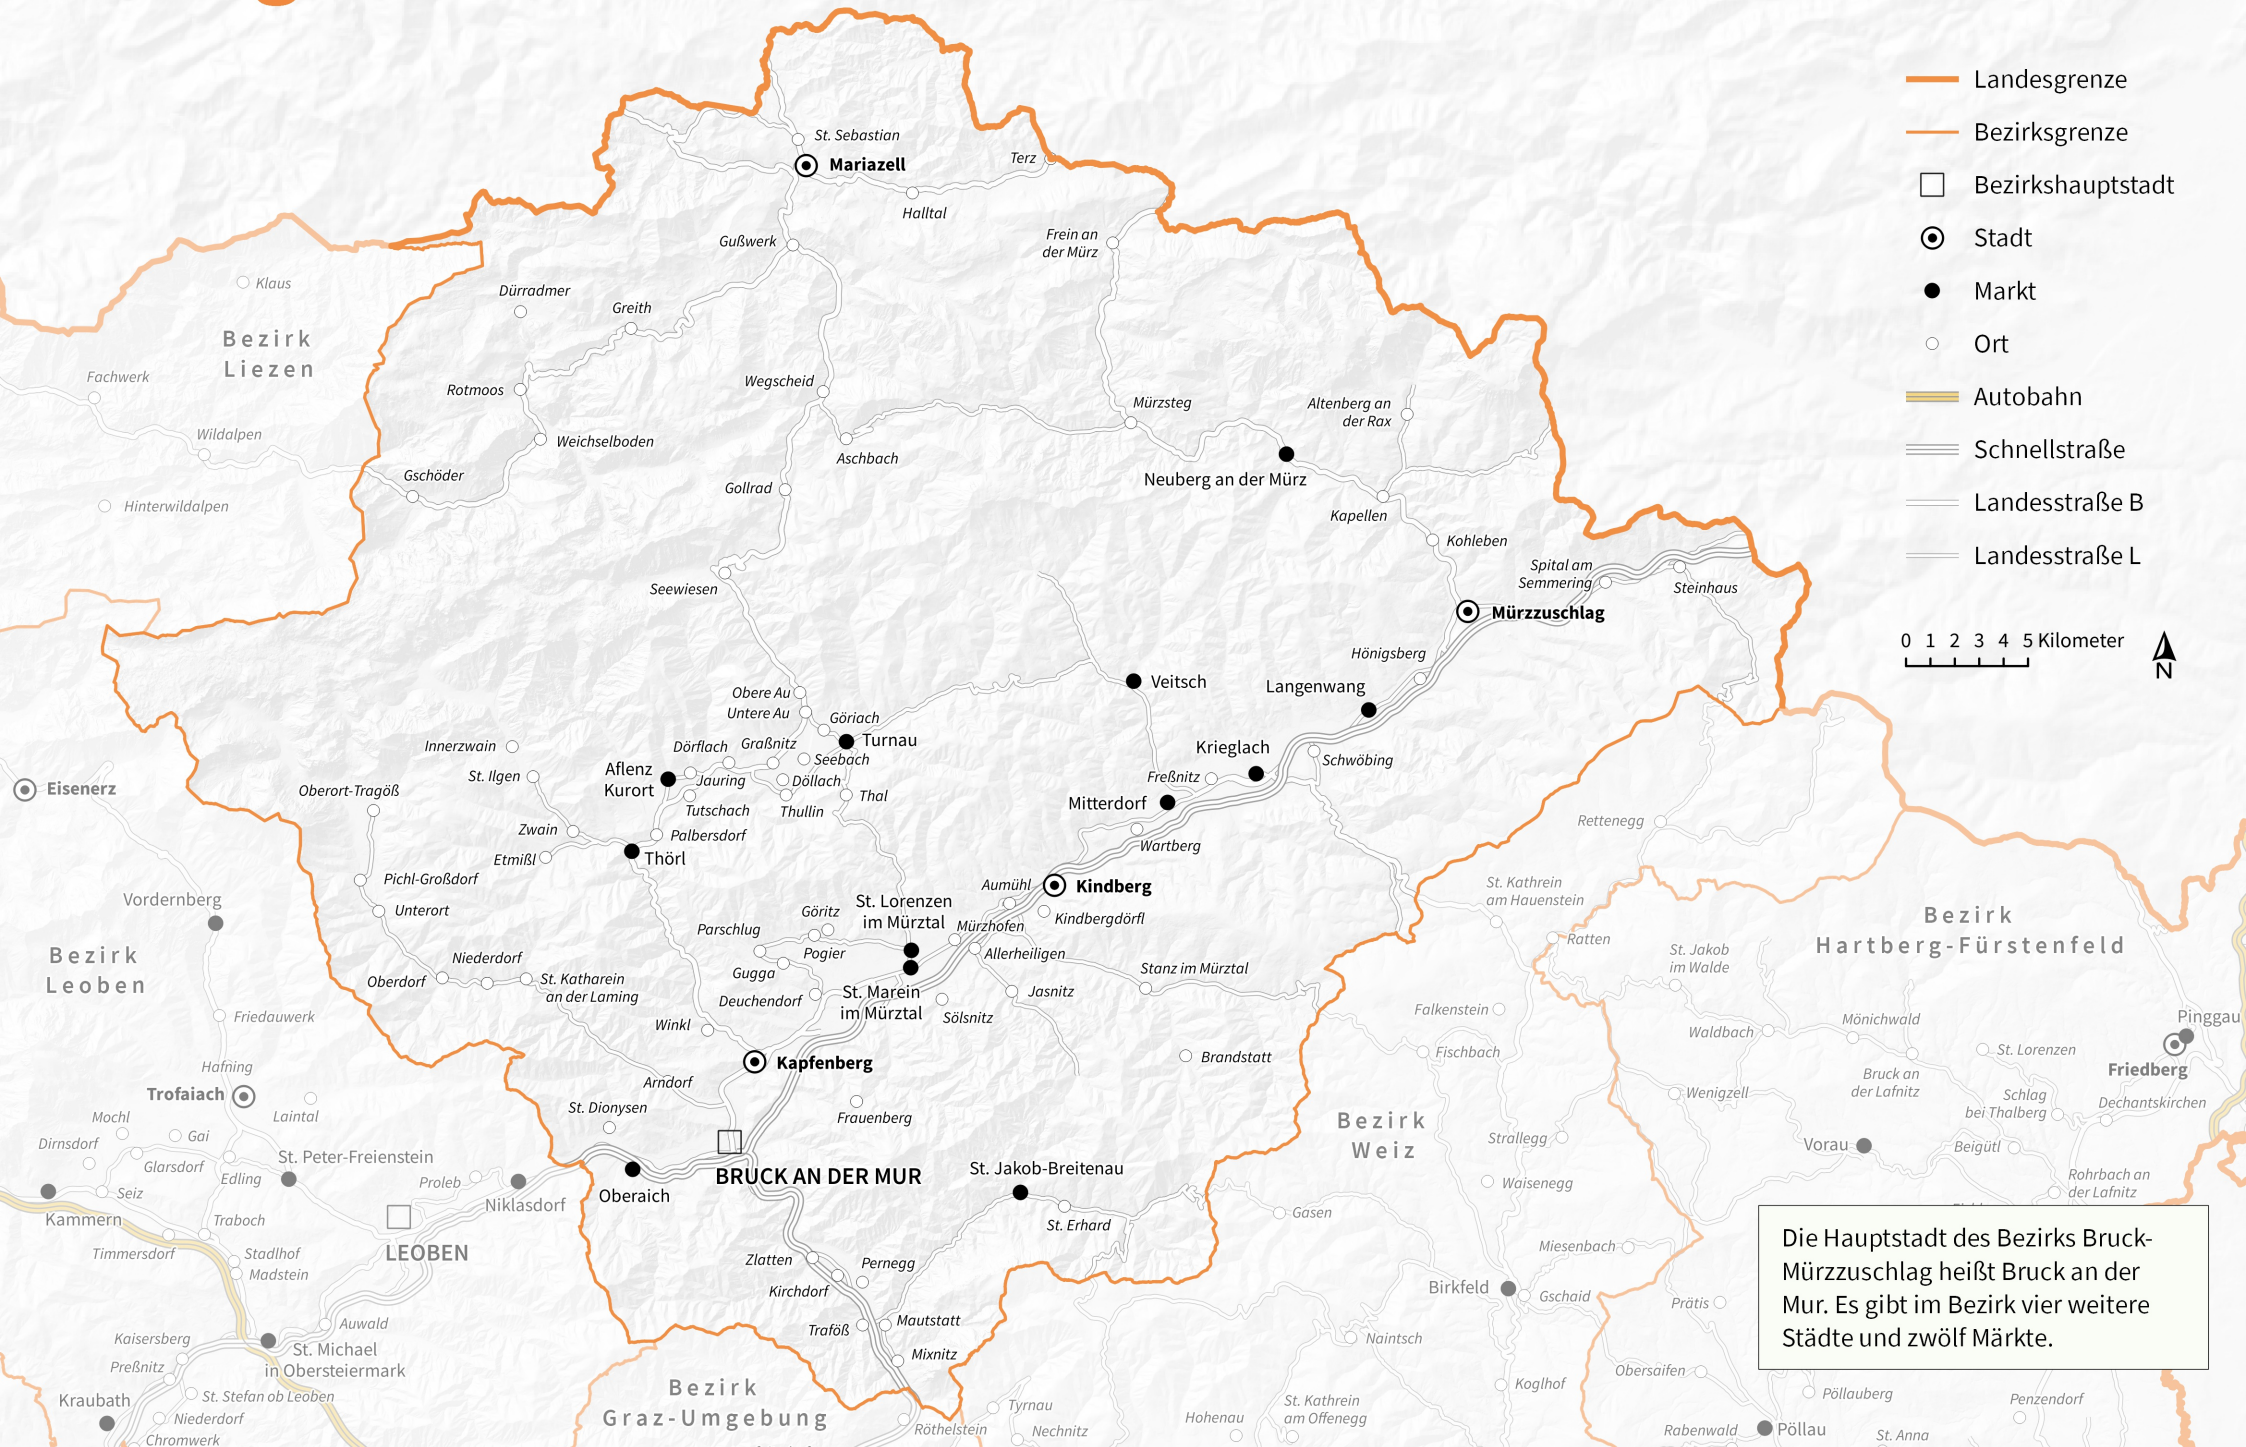 Landesgrenze
Bezirksgrenze
Bezirkshauptstadt
Stadt
Markt
Ort
Autobahn
Schnellstraße
Landesstraße B
Landesstraße L
0 1 2 3 4 5 Kilometer
N
St. Sebastian
Mariazell
Terz
Halltal
Gußwerk
Frein an
der Mürz
Klaus
Dürradmer
Greith
Bezirk
Liezen
Fachwerk
Rotmoos
Wegscheid
Mürzsteg
Altenberg an
der Rax
Wildalpen
Weichselboden
Aschbach
Gschöder
Gollrad
Neuberg an der Mürz
Hinterwildalpen
Kapellen
Kohleben
Spital am
Semmering
Steinhaus
Seewiesen
Mürzzuschlag
Hönigsberg
Langenwang
Veitsch
Obere Au
Untere Au
Göriach
Turnau
Innerzwain
Dörflach
Graßnitz
Seebach
Krieglach
Schwöbing
Aflenz
Kurort
St. Ilgen
Jauring
Döllach
Freßnitz
Eisenerz
Oberort-Tragöß
Tutschach
Thullin
Thal
Mitterdorf
Zwain
Palbersdorf
Rettenegg
Etmißl
Thörl
Wartberg
Pichl-Großdorf
Aumühl
Kindberg
St. Kathrein
am Hauenstein
Vordernberg
Unterort
Göritz
St. Lorenzen
im Mürztal
Kindbergdörfl
Parschlug
Mürzhofen
Bezirk
Hartberg-Fürstenfeld
Ratten
Bezirk
Leoben
Niederdorf
Pogier
Allerheiligen
St. Jakob
im Walde
Oberdorf
St. Katharein
an der Laming
Gugga
Stanz im Mürztal
Deuchendorf
St. Marein
im Mürztal
Jasnitz
Sölsnitz
Friedauwerk
Winkl
Falkenstein
Waldbach
Mönichwald
Pinggau
Fischbach
St. Lorenzen
Brandstatt
Hafning
Kapfenberg
Friedberg
Trofaiach
Arndorf
Bruck an
der Lafnitz
Wenigzell
Schlag
bei Thalberg
Dechantskirchen
Mochl
Laintal
St. Dionysen
Frauenberg
Bezirk
Weiz
Dirnsdorf
Gai
Strallegg
Vorau
Beigütl
Glarsdorf
St. Peter-Freienstein
Edling
BRUCK AN DER MUR
St. Jakob-Breitenau
Rohrbach an
der Lafnitz
Seiz
Proleb
Niklasdorf
Oberaich
Waisenegg
Kammern
Traboch
St. Erhard
Gasen
Timmersdorf
Stadlhof
LEOBEN
Madstein
Zlatten
Pernegg
Miesenbach
Kirchdorf
Birkfeld
Gschaid
Prätis
Die Hauptstadt des Bezirks Bruck-
Mürzzuschlag heißt Bruck an der
Mur. Es gibt im Bezirk vier weitere
Städte und zwölf Märkte.
Auwald
Traföß
Mautstatt
Kaisersberg
St. Michael
in Obersteiermark
Naintsch
Preßnitz
Mixnitz
Obersaifen
Kraubath
St. Stefan ob Leoben
Bezirk
Graz-Umgebung
Koglhof
Pöllauberg
Penzendorf
Niederdorf
Tyrnau
St. Kathrein
am Offenegg
Hohenau
Röthelstein
Nechnitz
Rabenwald
Pöllau
St. Anna
Chromwerk